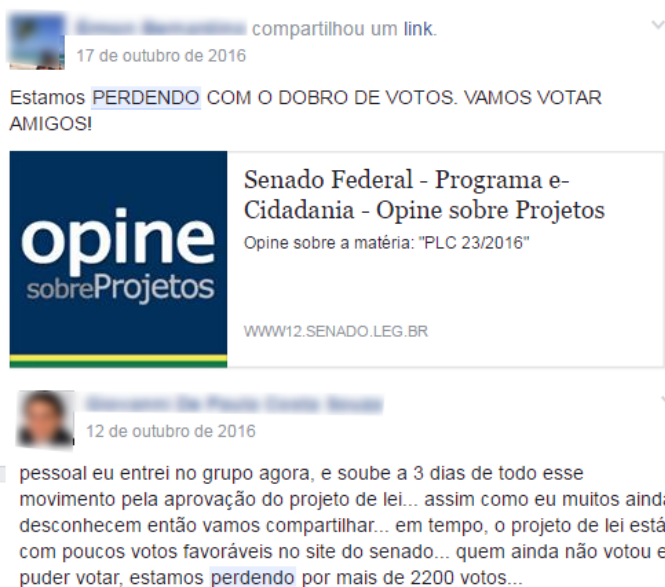 compartilhou um link.
17 de outubro de 2016
Estamos PERDENDO COM O DOBRO DE VOTOS. VAMOS VOTAR
AMIGOS!
opine
sobreProjetos
Senado Federal - Programa e-
Cidadania - Opine sobre Projetos
Opine sobre a matéria: "PLC 23/2016"
WWW12.SENADO.LEG.BR
12 de outubro de 2016
pessoal eu entrei no grupo agora, e soube a 3 dias de todo esse
movimento pela aprovação do projeto de lei... assim como eu muitos ainda
desconhecem então vamos compartilhar... em tempo, o projeto de lei está
com poucos votos favoráveis no site do senado... quem ainda não votou e
puder votar, estamos perdendo por mais de 2200 votos...